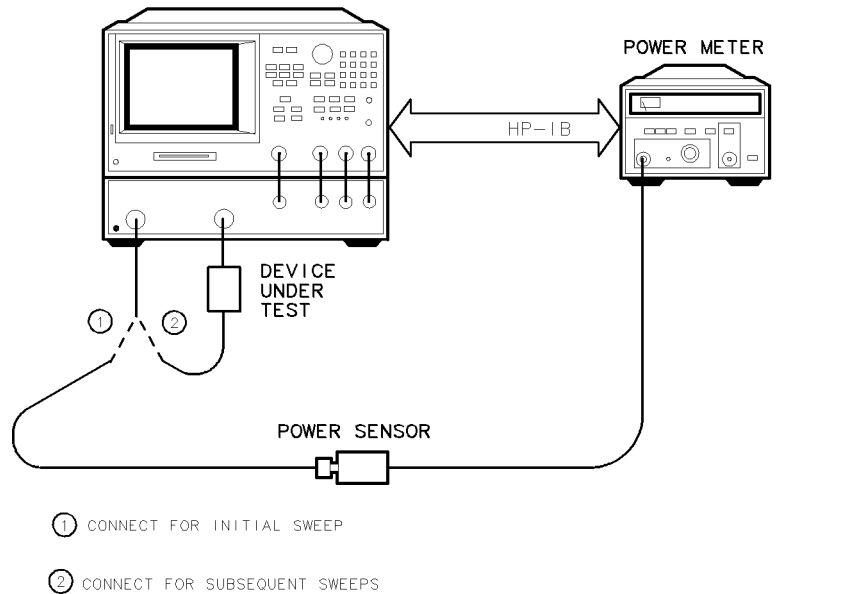 POWER METER
HP-IB
DEVICE
UNDER
TEST
1
2
POWER SENSOR
1 CONNECT FOR INITIAL SWEEP
2 CONNECT FOR SUBSEQUENT SWEEPS